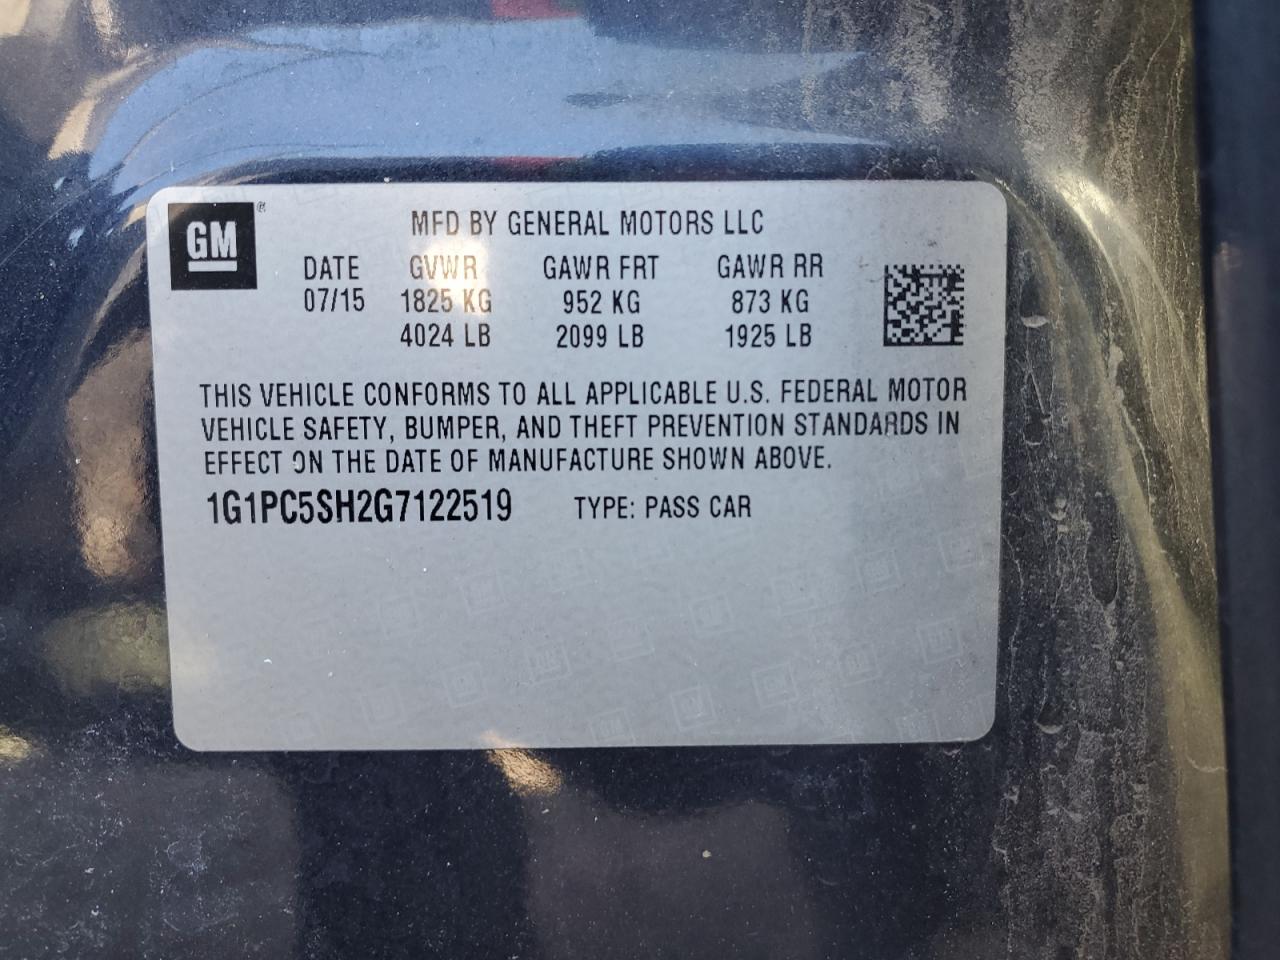 GM®
MFD BY GENERAL MOTORS LLC
DATE GVWR GAWR FRT GAWR RR
07/15 1825 KG 952 KG 873 KG
4024 LB 2099 LB 1925 LB
THIS VEHICLE CONFORMS TO ALL APPLICABLE U.S. FEDERAL MOTOR
VEHICLE SAFETY, BUMPER, AND THEFT PREVENTION STANDARDS IN
EFFECT ON THE DATE OF MANUFACTURE SHOWN ABOVE.
1G1PC5SH2G7122519 TYPE: PASS CAR